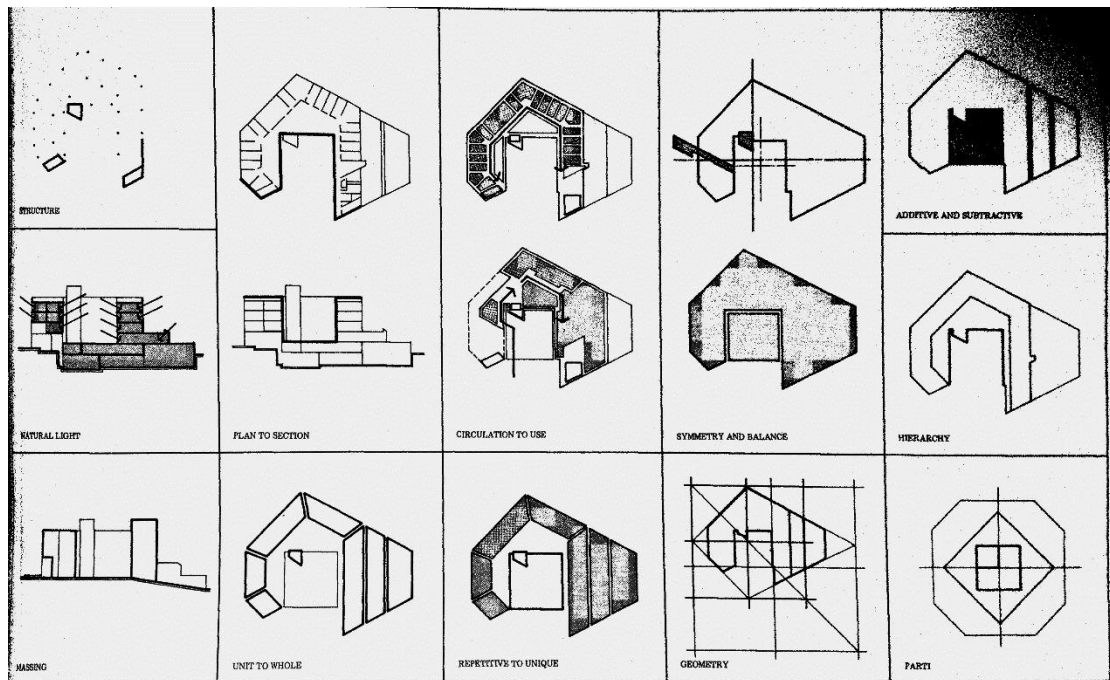 STRUCTURE
ADDITIVE AND SUBTRACTIVE
NATURAL LIGHT
PLAN TO SECTION
CIRCULATION TO USE
SYMMETRY AND BALANCE
HIERARCHY
MASSING
UNIT TO WHOLE
REPETITIVE TO UNIQUE
GEOMETRY
PARTI